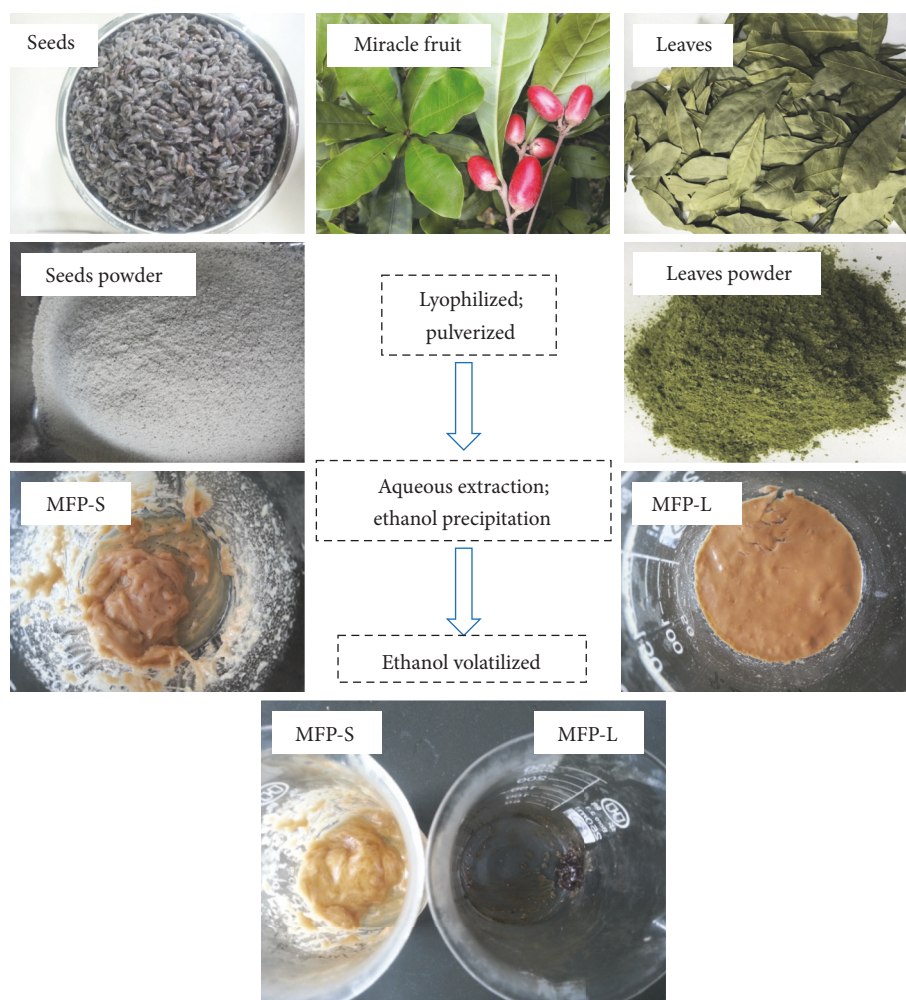 Seeds
Miracle fruit
Leaves
Seeds powder
Lyophilized;
pulverized
Leaves powder
MFP-S
Aqueous extraction;
ethanol precipitation
MFP-L
Ethanol volatilized
MFP-S
MFP-L